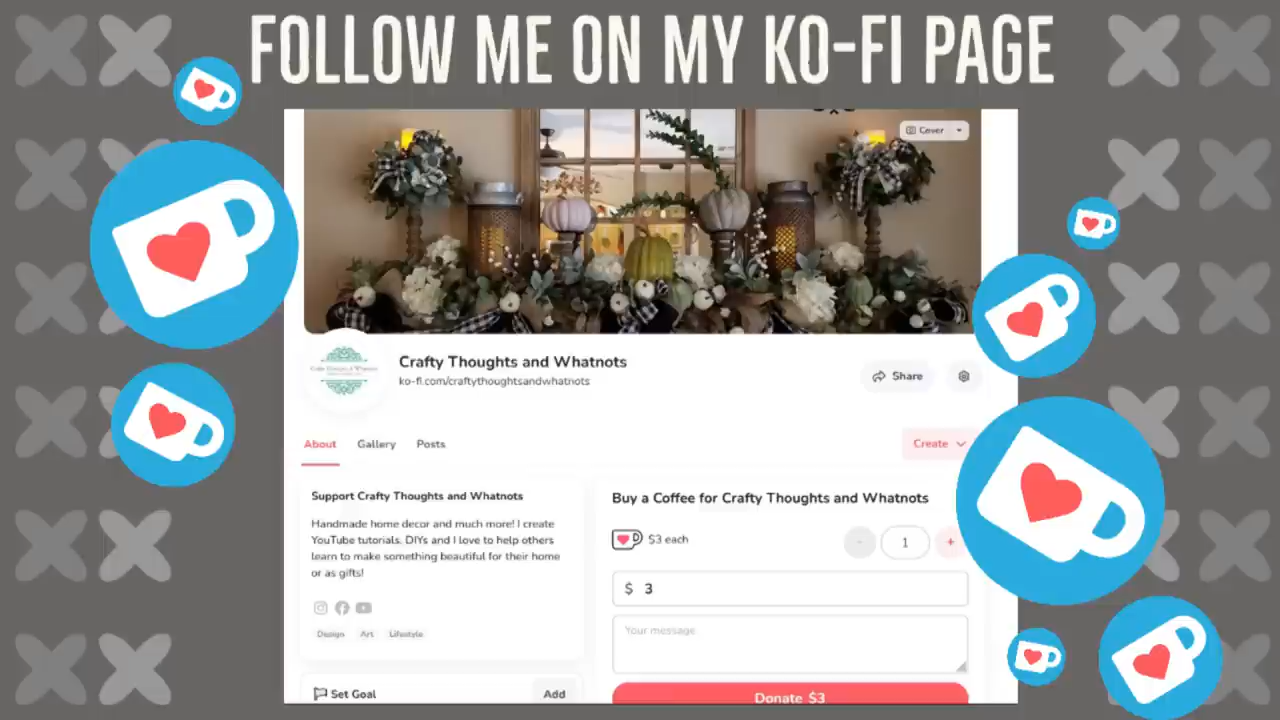 FOLLOW ME ON MY KO-FI PAGE
Cover
Crafty Thoughts and Whatnots
ko-fi.com/craftythoughtsandwhatnots
Share
About Gallery Posts
Create
Support Crafty Thoughts and Whatnots
Handmade home decor and much more! I create
YouTube tutorials. DIYs and I love to help others
learn to make something beautiful for their home
or as gifts!
Design Art Lifestyle
Set Goal Add
Buy a Coffee for Crafty Thoughts and Whatnots
$3 each
- 1 +
$ 3
Your message
Donate $3